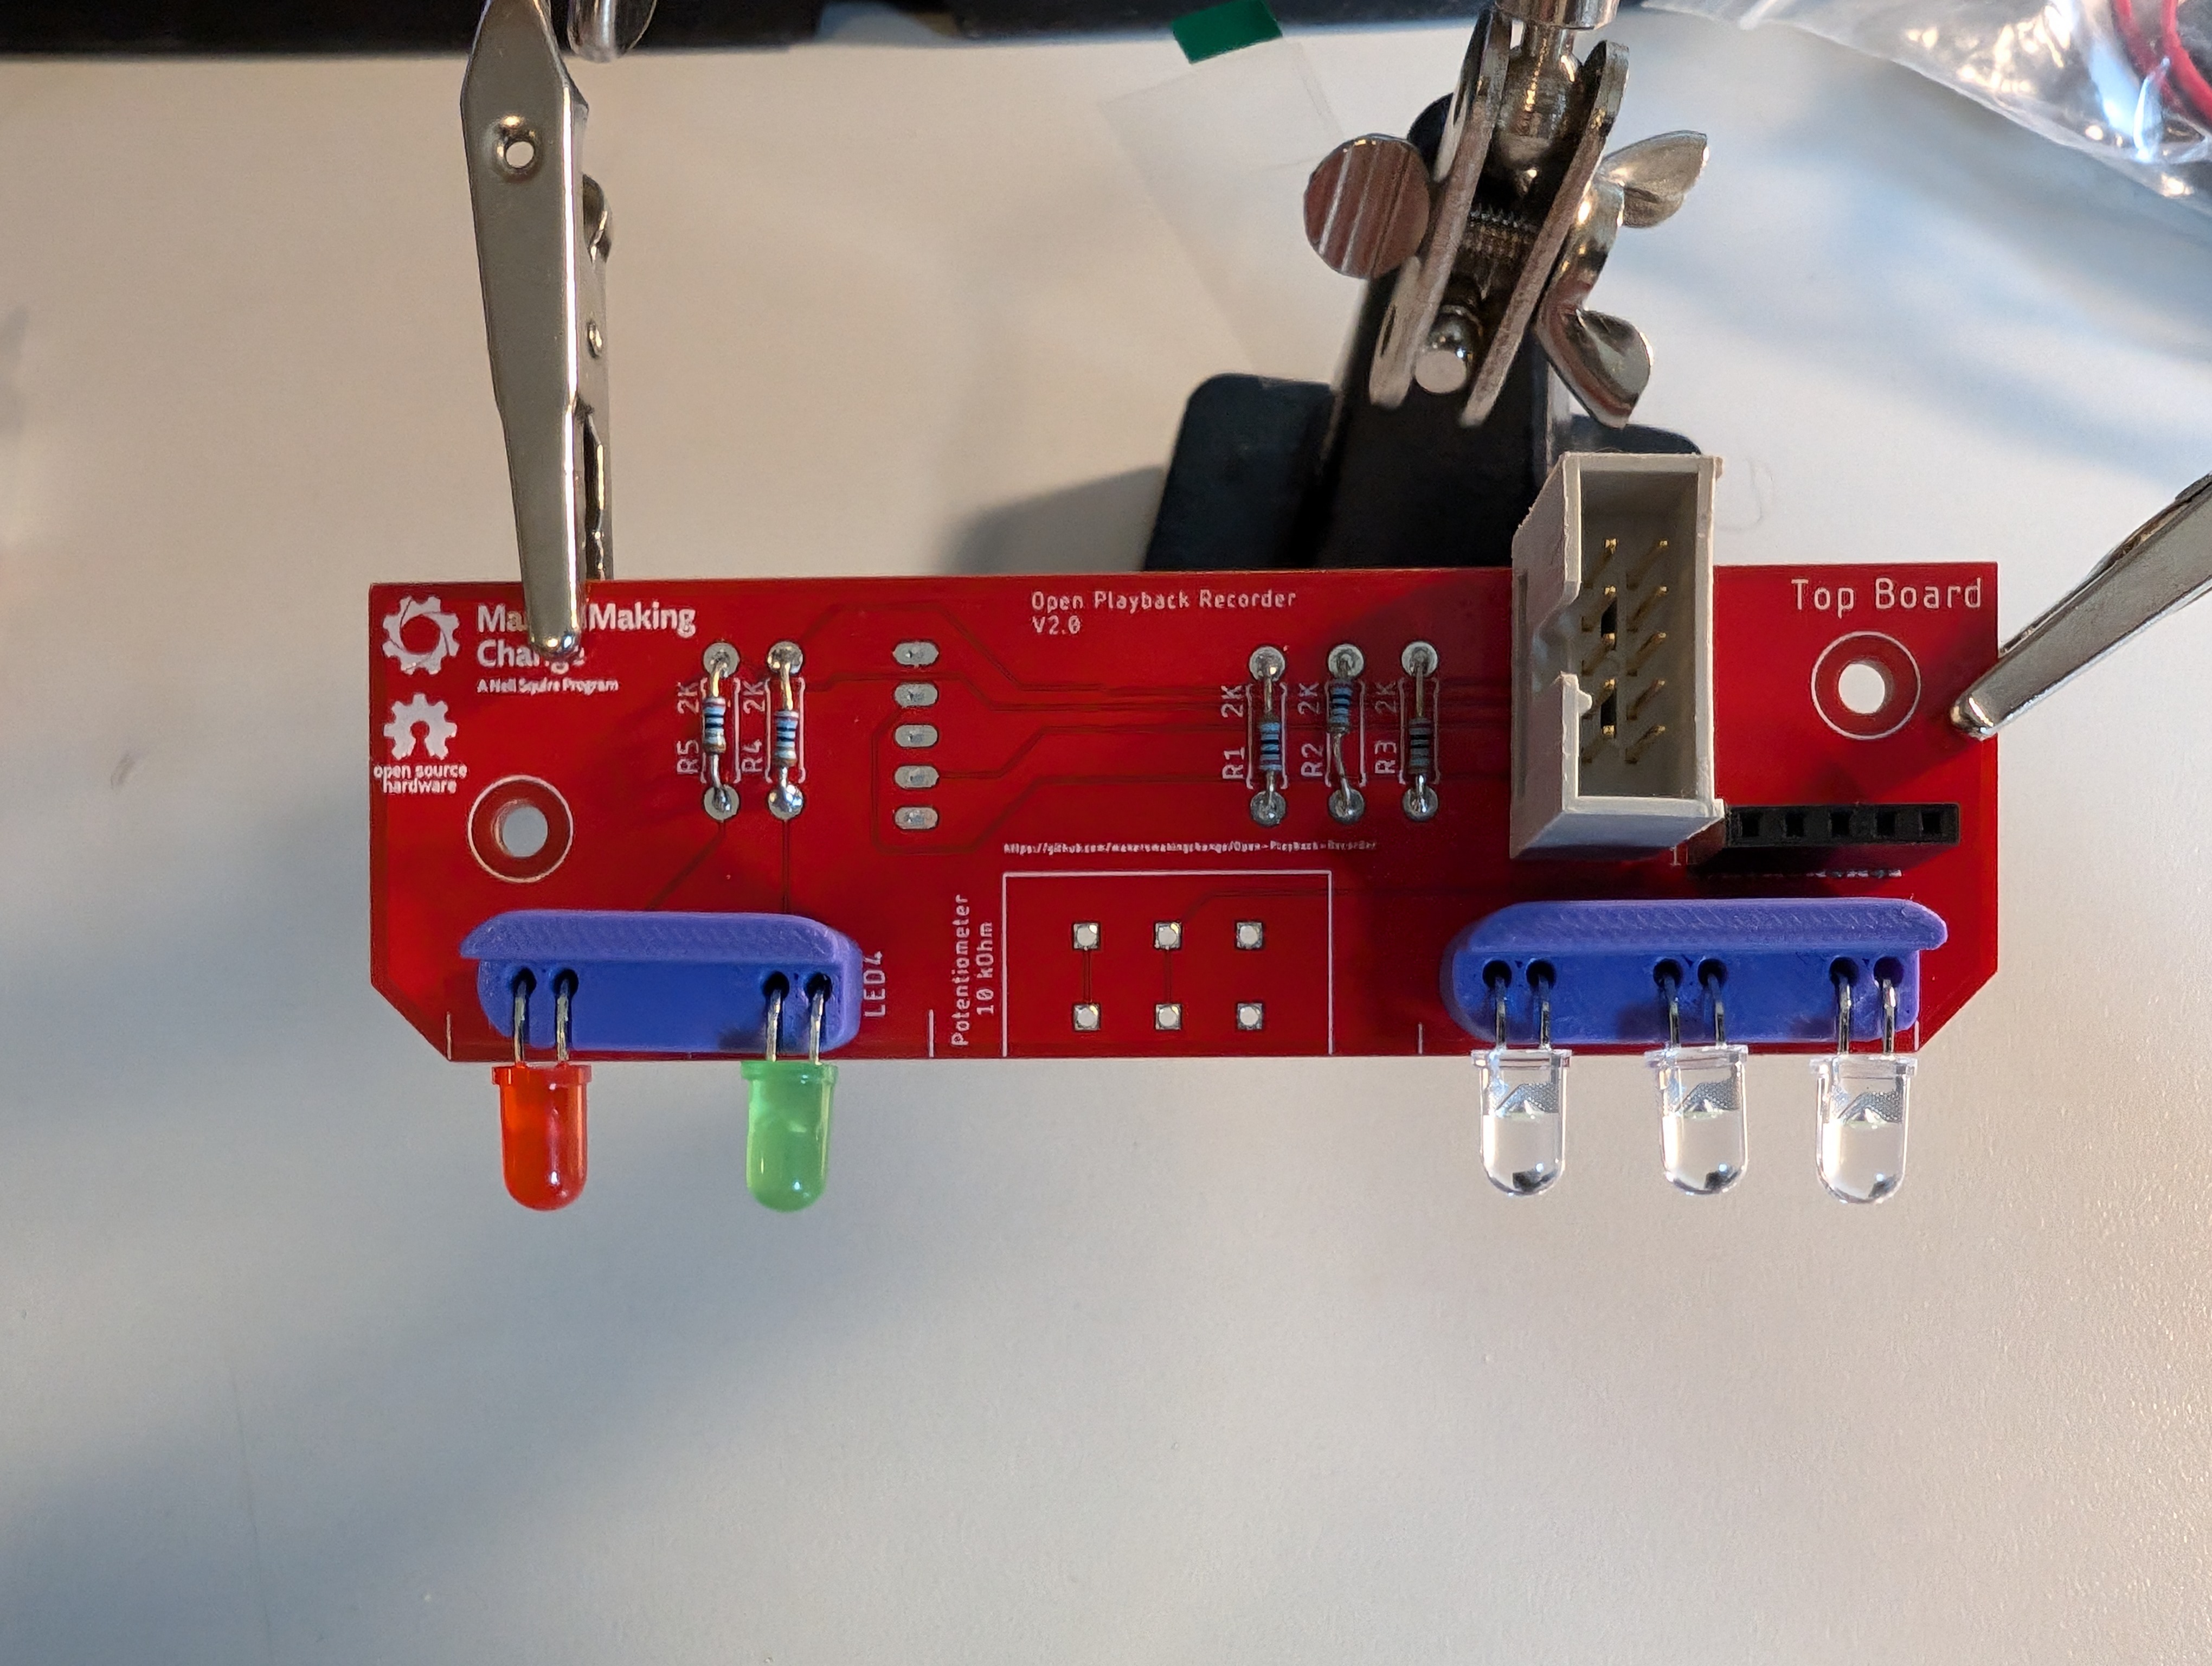 Ma Making
Change
A Neil Squire Program
open source
hardware
Open Playback Recorder
V2.0
Top Board
R5 2K
R4 2K
R1 2K
R2 2K
R3 2K
https://github.com/makersmakingchange/Open-Playback-Recorder
1
LED4
Potentiometer
10 kOhm